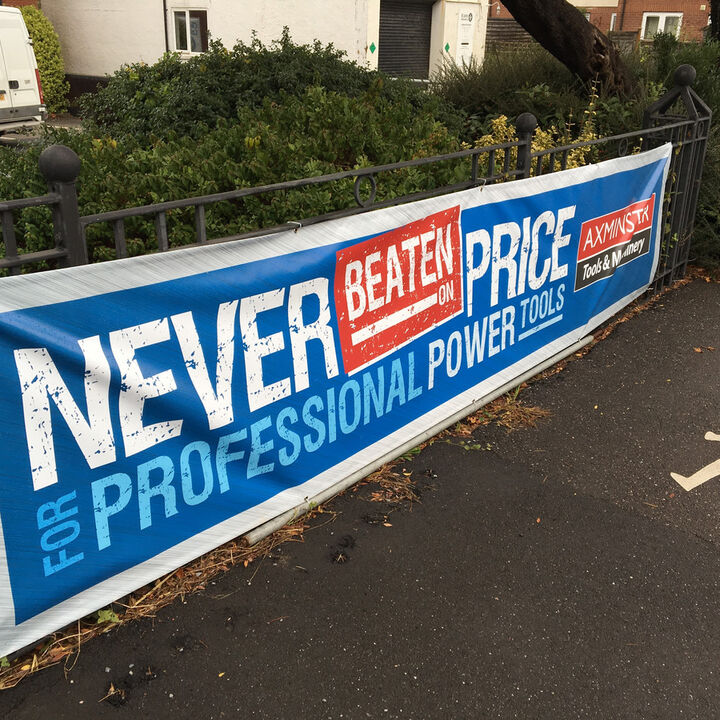 NEVER BEATEN ON PRICE
FOR PROFESSIONAL POWER TOOLS
AXMINSTER
Tools & Machinery